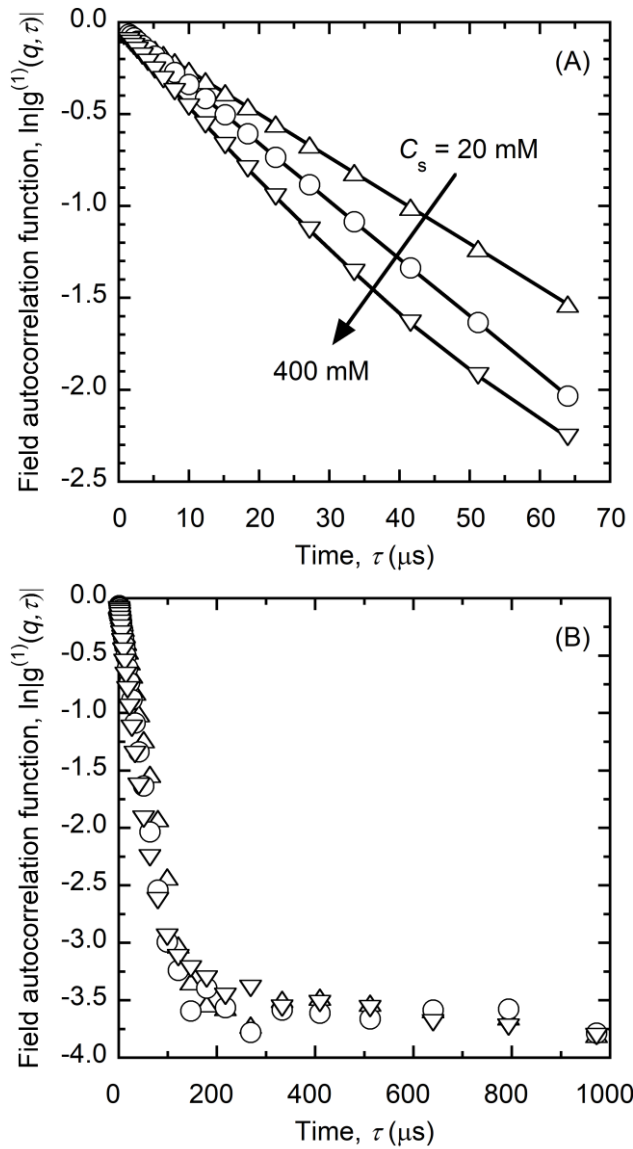 Field autocorrelation function, ln|g⁽¹⁾(q,τ)|
0.0
-0.5
-1.0
-1.5
-2.0
-2.5
(A)
Cₛ = 20 mM
400 mM
0 10 20 30 40 50 60 70
Time, τ (μs)
Field autocorrelation function, ln|g⁽¹⁾(q,τ)|
0.0
-0.5
-1.0
-1.5
-2.0
-2.5
-3.0
-3.5
-4.0
(B)
0 200 400 600 800 1000
Time, τ (μs)